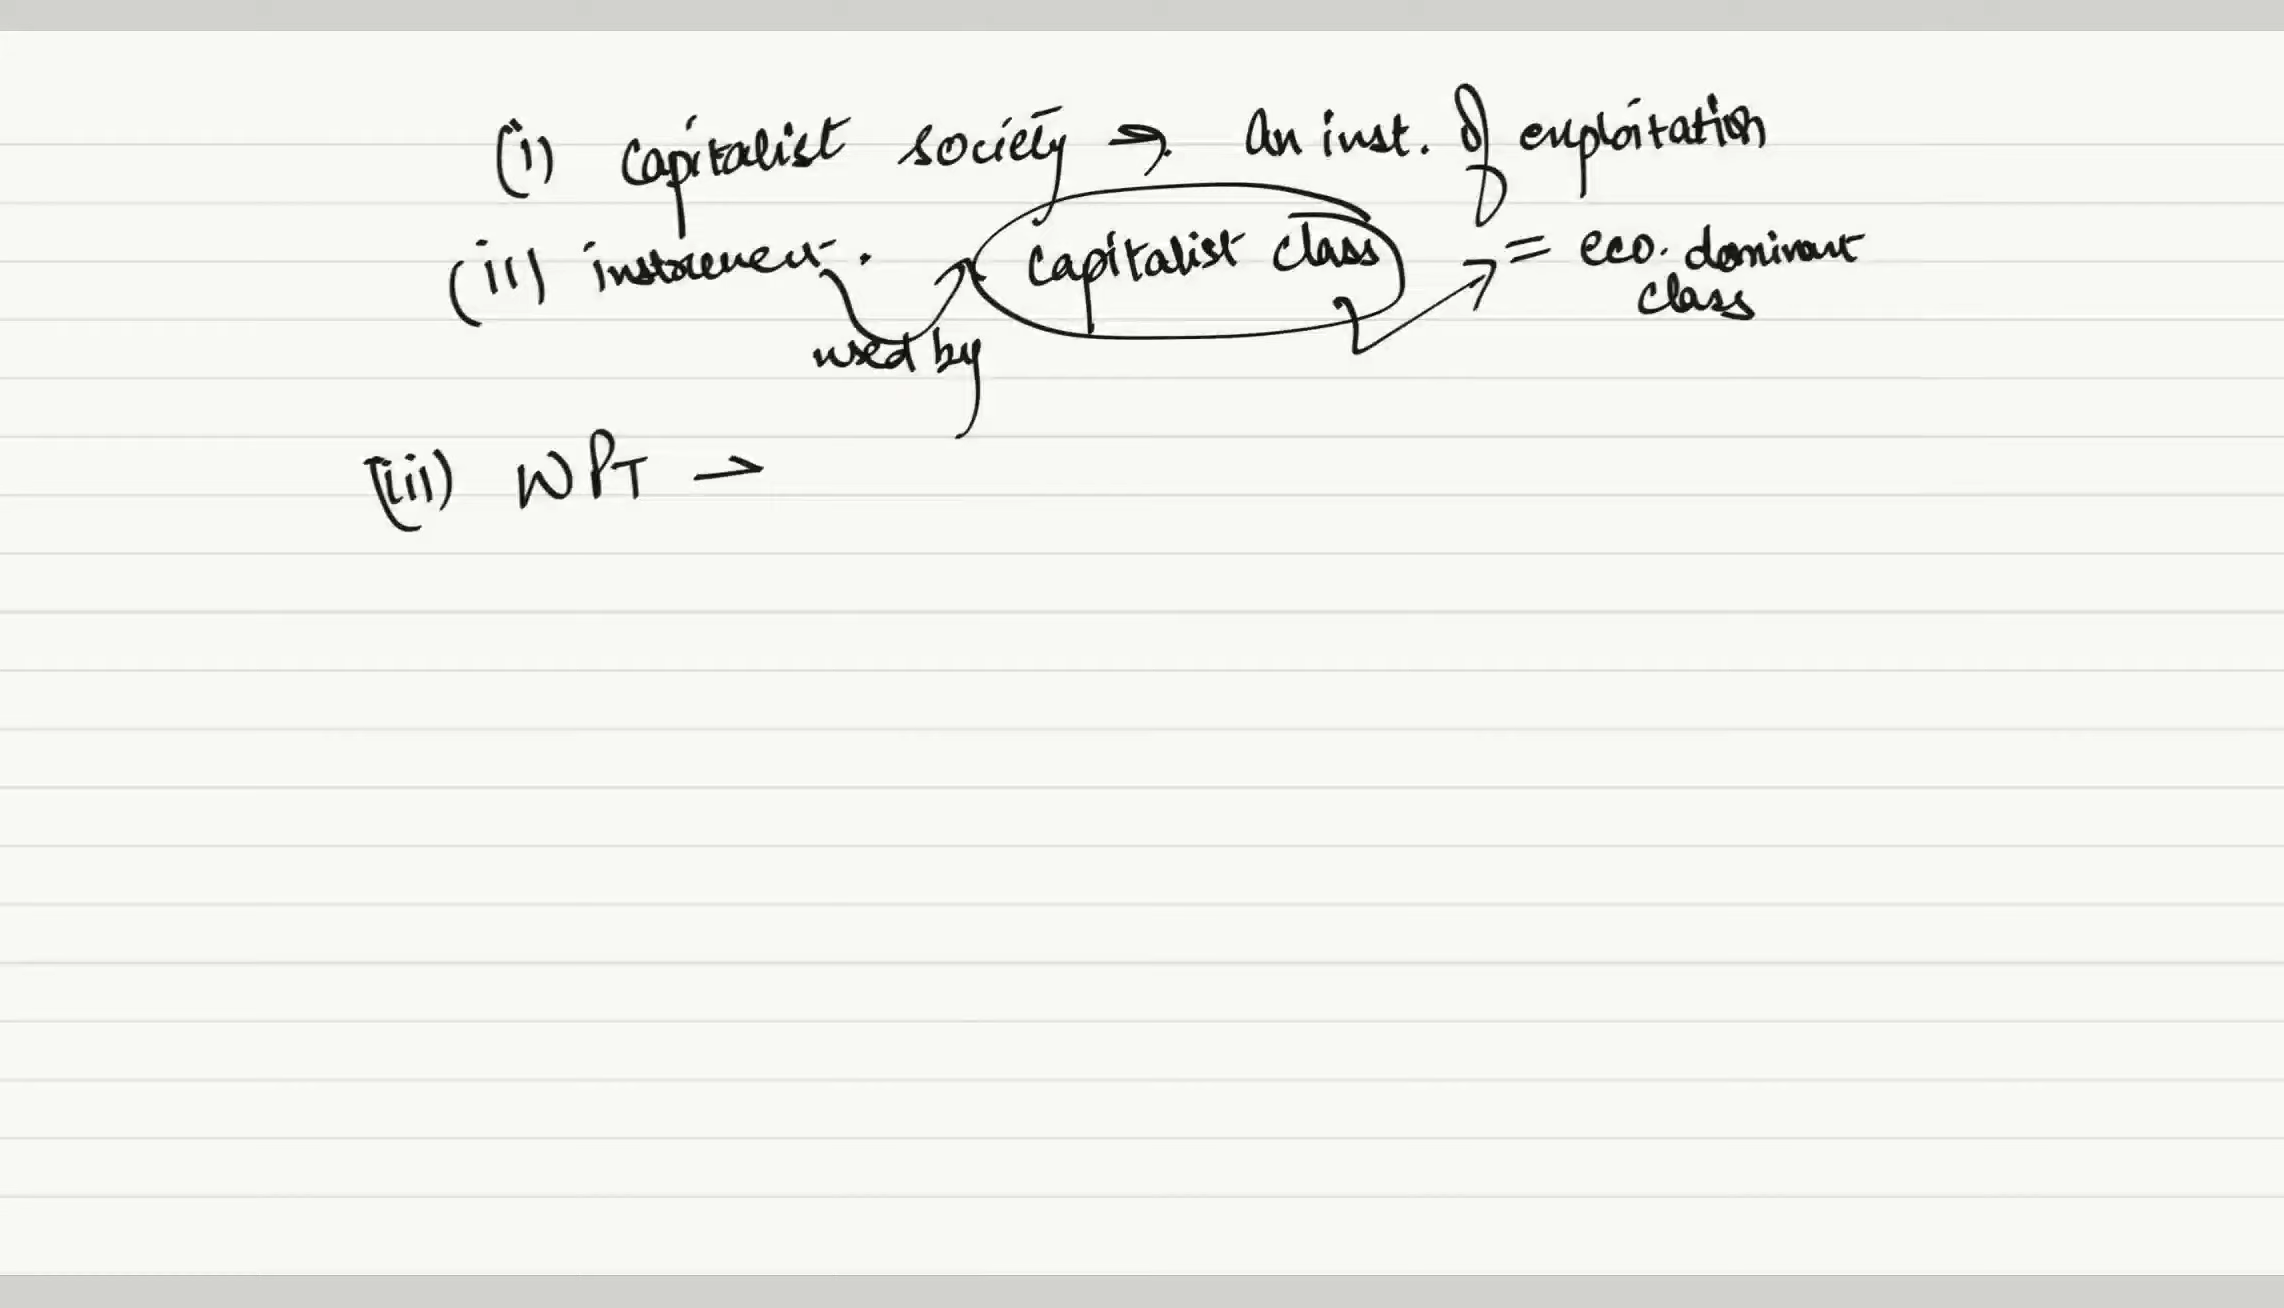 (i) Capitalist society → An inst. of exploitation
(ii) instrument. used by Capitalist class = eco. dominant
class
(iii) WPT →